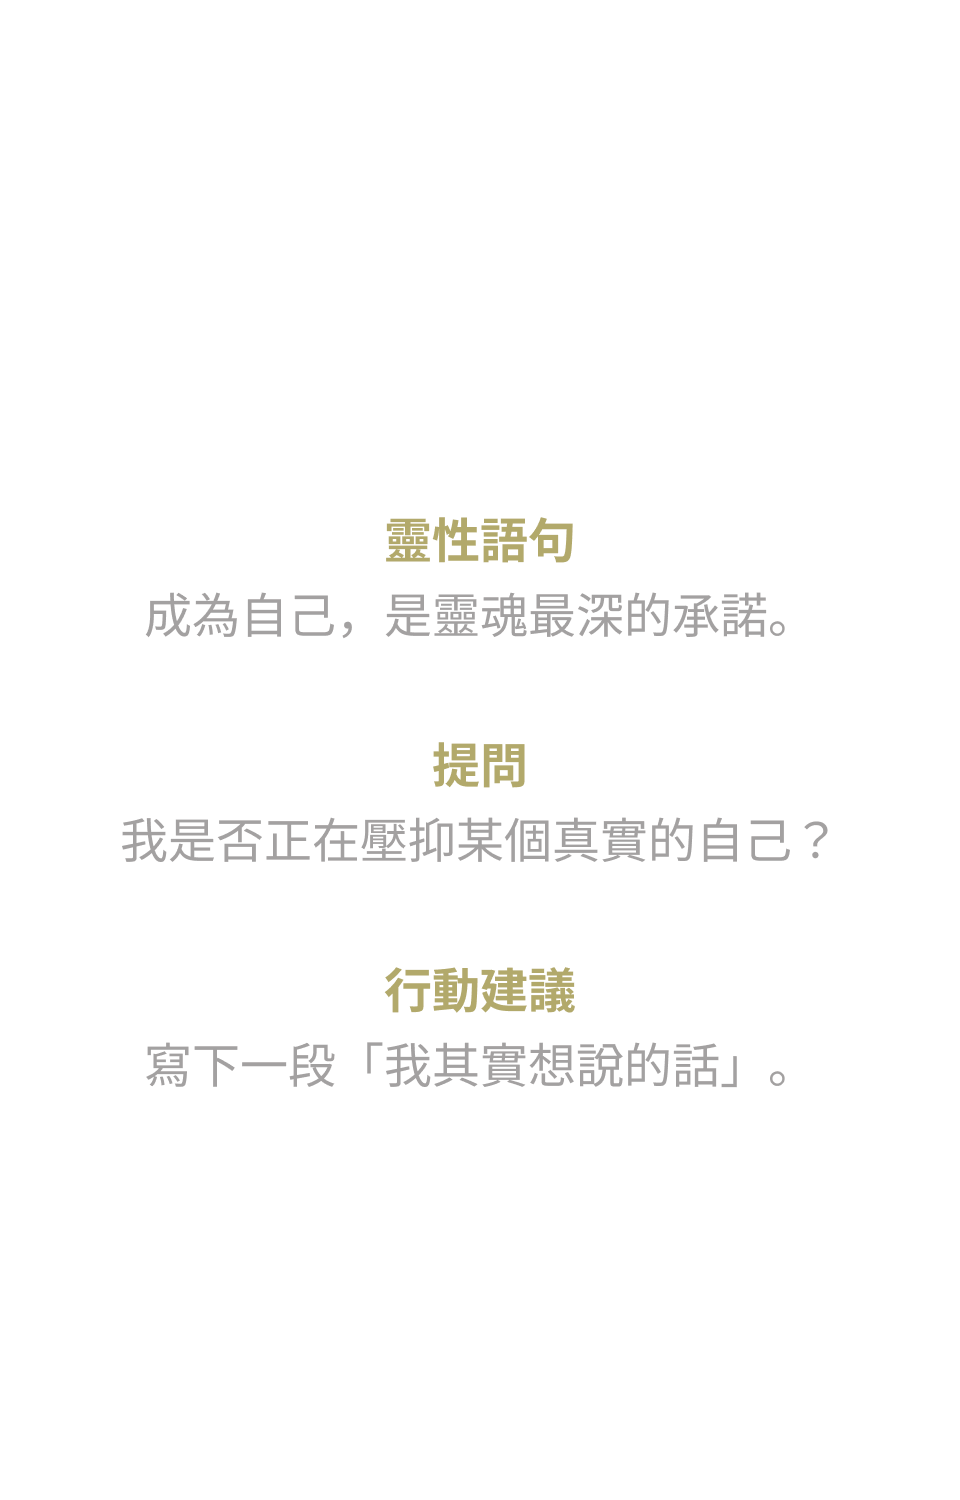 靈性語句
成為自己，是靈魂最深的承諾。
提問
我是否正在壓抑某個真實的自己？
行動建議
寫下一段「我其實想說的話」。